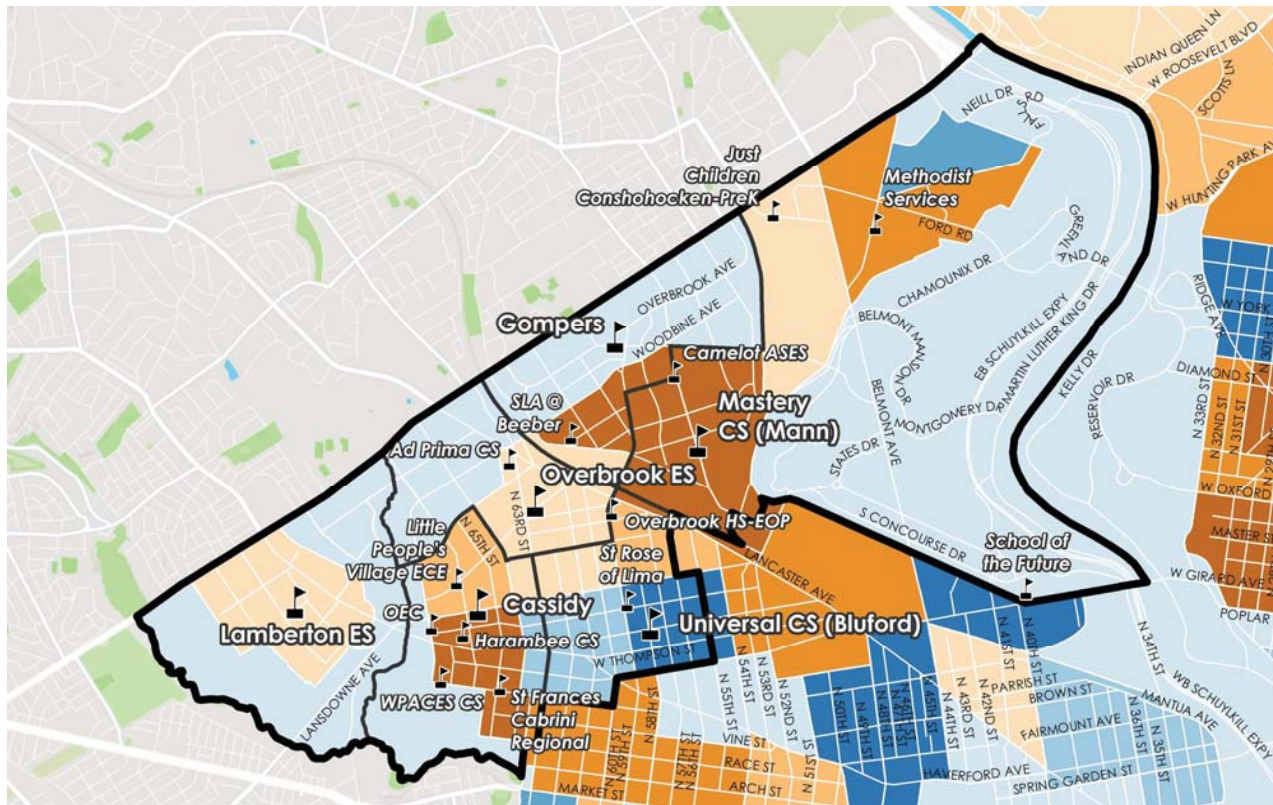 INDIAN QUEEN LN
W ROOSEVELT BLVD
SCOTTS LN
NEILL DR
FALLS RD
W HUNTING PARK AV
Just
Children
Conshohocken-PreK
Methodist
Services
FORD RD
GREENLAND DR
CHAMOUNIX DR
RIDGE AVE
W YORK
N 30TH ST
OVERBROOK AVE
WOODBINE AVE
Gompers
BELMONT MANSION DR
EB SCHUYLKILL EXPY
MARTIN LUTHER KING DR
KELLY DR
RESERVOIR DR
DIAMOND ST
N 33RD ST
N 32ND ST
N 31ST ST
N 29TH
Camelot ASES
SLA @
Beeber
Mastery
CS (Mann)
BELMONT AVE
MONTGOMERY DR
STATES DR
Ad Prima CS
Overbrook ES
N 63RD ST
W OXFORD
MASTER ST
Overbrook HS-EOP
N 65TH ST
Little
People's
Village ECE
St Rose
of Lima
S CONCOURSE DR
LANCASTER AVE
School of
the Future
W GIRARD AVE
POPLAR
OEC
Cassidy
Harambee CS
Universal CS (Bluford)
Lamberton ES
W THOMPSON ST
LANSDOWNE AVE
WPACES CS
St Frances
Cabrini
Regional
N 41ST ST
N 40TH ST
N 34TH ST
WB SCHUYLKILL EXPY
PARRISH ST
BROWN ST
MANTUA AVE
FAIRMOUNT AVE
N 54TH ST
N 53RD ST
N 52ND ST
N 55TH ST
N 51ST ST
N 50TH ST
N 49TH ST
N 48TH ST
N 47TH ST
N 46TH ST
N 45TH ST
N 44TH ST
N 43RD ST
N 42ND ST
N 36TH ST
N 35TH ST
N 58TH ST
N 60TH ST
N 59TH ST
N 57TH ST
N 56TH ST
VINE ST
RACE ST
ARCH ST
MARKET ST
HAVERFORD AVE
SPRING GARDEN ST